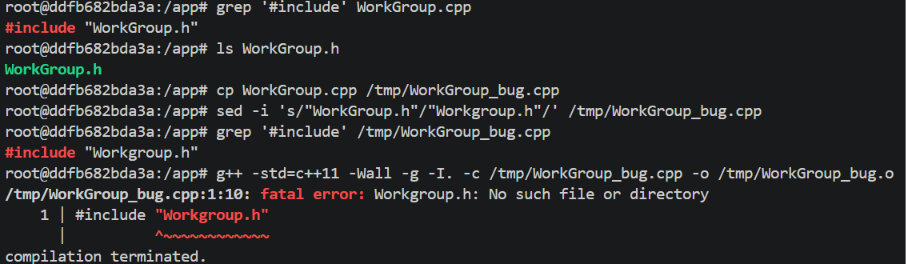 root@ddfb682bda3a:/app# grep '#include' WorkGroup.cpp
#include "WorkGroup.h"
root@ddfb682bda3a:/app# ls WorkGroup.h
WorkGroup.h
root@ddfb682bda3a:/app# cp WorkGroup.cpp /tmp/WorkGroup_bug.cpp
root@ddfb682bda3a:/app# sed -i 's/"WorkGroup.h"/"Workgroup.h"/' /tmp/WorkGroup_bug.cpp
root@ddfb682bda3a:/app# grep '#include' /tmp/WorkGroup_bug.cpp
#include "Workgroup.h"
root@ddfb682bda3a:/app# g++ -std=c++11 -Wall -g -I. -c /tmp/WorkGroup_bug.cpp -o /tmp/WorkGroup_bug.o
/tmp/WorkGroup_bug.cpp:1:10: fatal error: Workgroup.h: No such file or directory
    1 | #include "Workgroup.h"
      |          ^~~~~~~~~~~~~
compilation terminated.